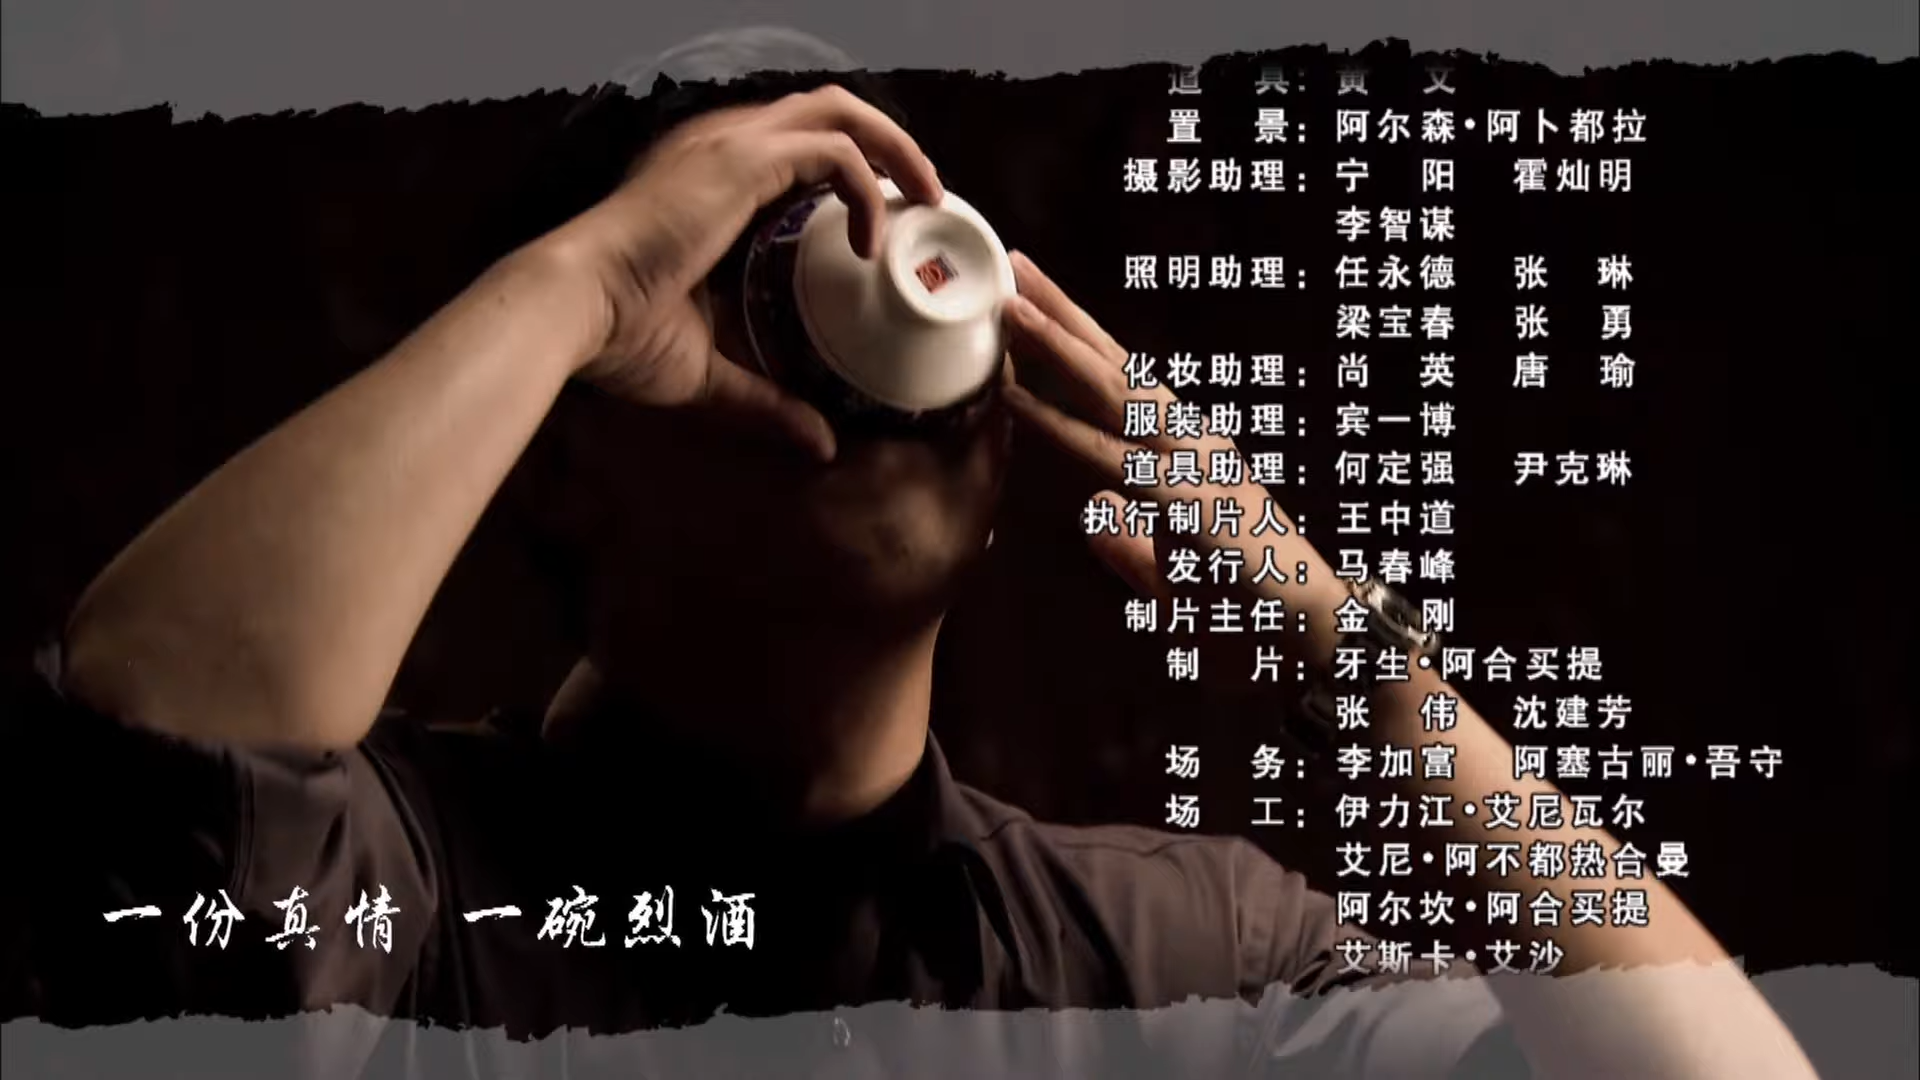 道 具：黄 文
置 景：阿尔森·阿卜都拉
摄影助理：宁 阳 霍灿明
李智谋
照明助理：任永德 张 琳
梁宝春 张 勇
化妆助理：尚 英 唐 瑜
服装助理：宾一博
道具助理：何定强 尹克琳
执行制片人：王中道
发行人：马春峰
制片主任：金 刚
制 片：牙生·阿合买提
张 伟 沈建芳
场 务：李加富 阿塞古丽·吾守
场 工：伊力江·艾尼瓦尔
艾尼·阿不都热合曼
阿尔坎·阿合买提
艾斯卡·艾沙
一份真情 一碗烈酒